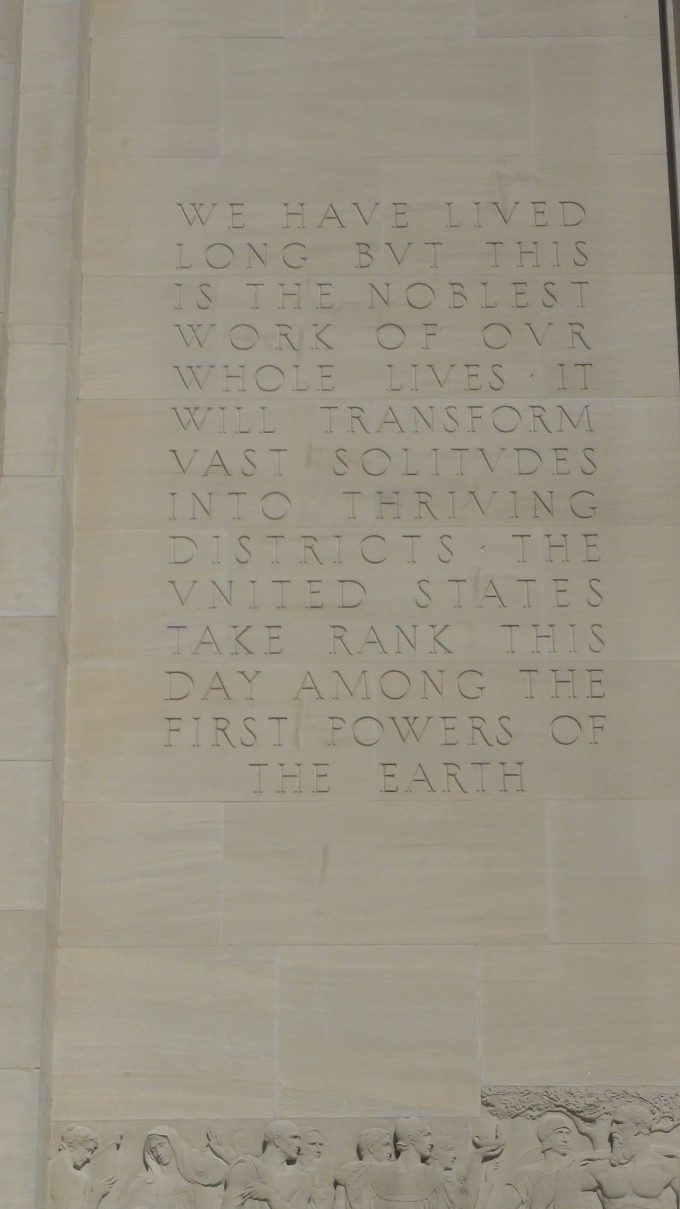 WE HAVE LIVED
LONG BVT THIS
IS THE NOBLEST
WORK OF OVR
WHOLE LIVES · IT
WILL TRANSFORM
VAST SOLITVDES
INTO THRIVING
DISTRICTS · THE
VNITED STATES
TAKE RANK THIS
DAY AMONG THE
FIRST POWERS OF
THE EARTH